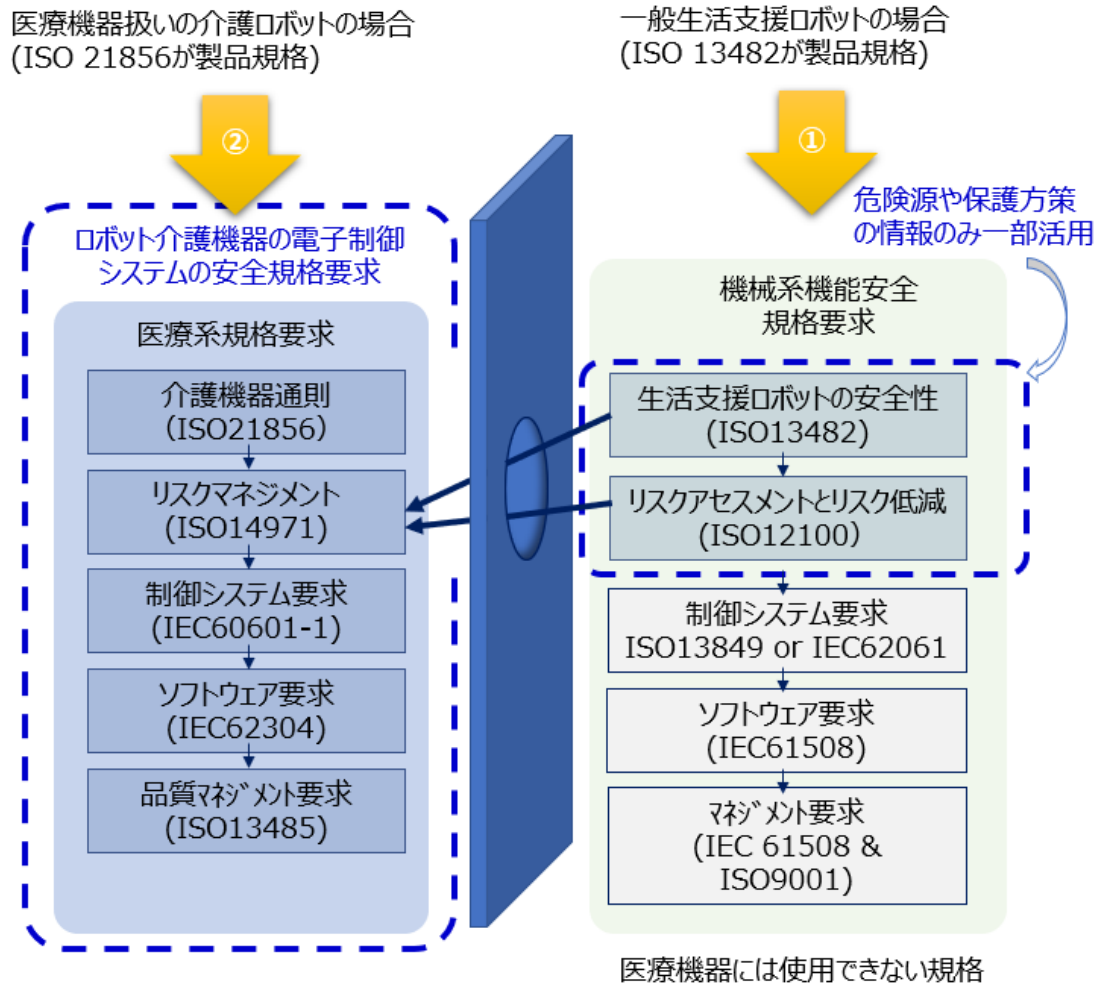 医療機器扱いの介護ロボットの場合
(ISO 21856が製品規格)
一般生活支援ロボットの場合
(ISO 13482が製品規格)
②
①
危険源や保護方策
の情報のみ一部活用
ロボット介護機器の電子制御
システムの安全規格要求
医療系規格要求
介護機器通則
(ISO21856)
リスクマネジメント
(ISO14971)
制御システム要求
(IEC60601-1)
ソフトウェア要求
(IEC62304)
品質マネジメント要求
(ISO13485)
機械系機能安全
規格要求
生活支援ロボットの安全性
(ISO13482)
リスクアセスメントとリスク低減
(ISO12100)
制御システム要求
ISO13849 or IEC62061
ソフトウェア要求
(IEC61508)
マネジメント要求
(IEC 61508 &
ISO9001)
医療機器には使用できない規格